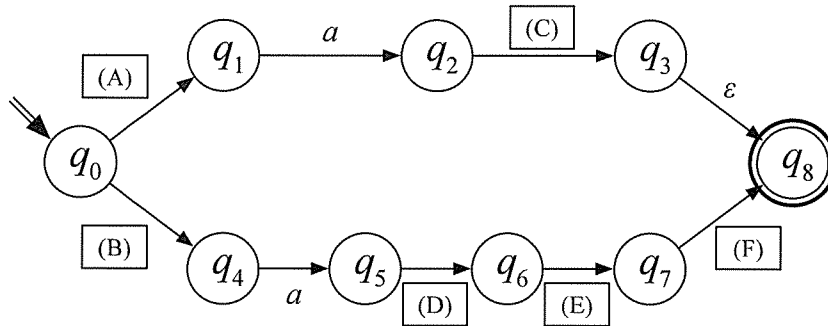 a
(C)
q₁
q₂
q₃
(A)
ε
q₀
q₈
(B)
(F)
q₄
q₅
q₆
q₇
a
(D)
(E)